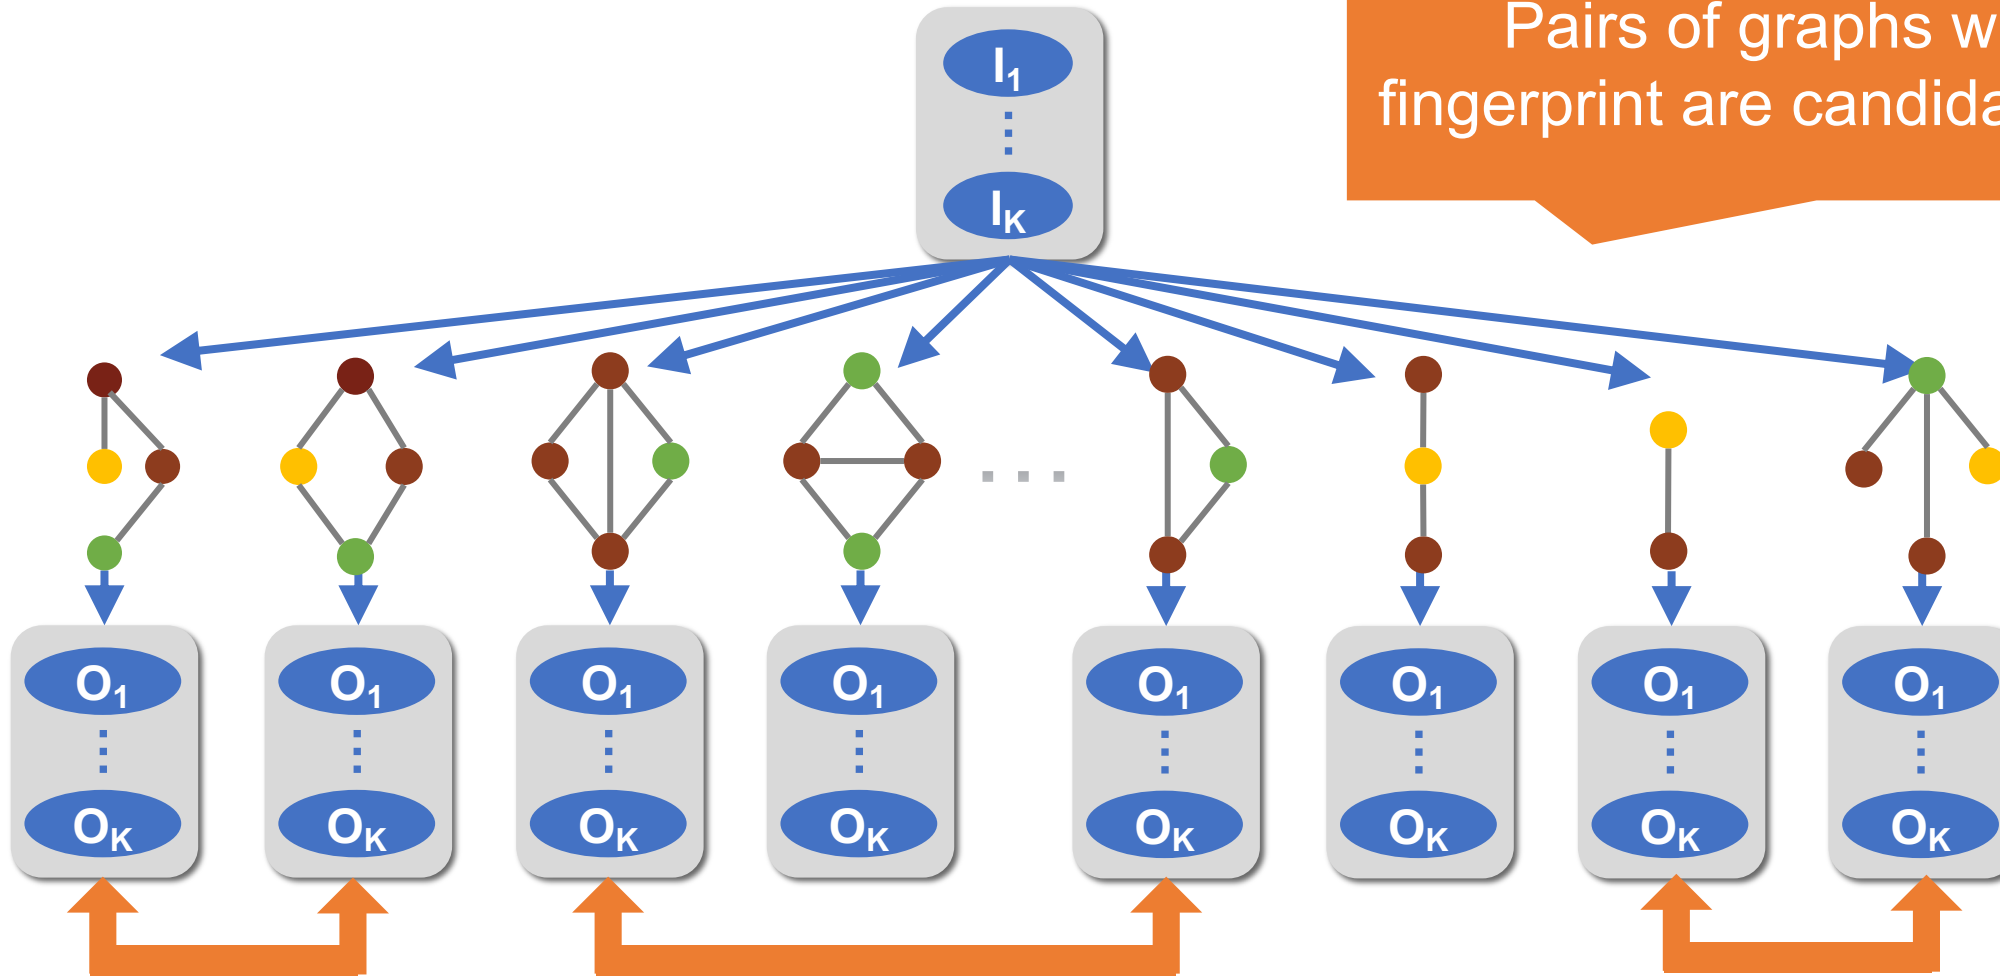 Pairs of graphs w
fingerprint are candida
I1
IK
...
O1 O1 O1 O1 O1 O1 O1 O1
OK OK OK OK OK OK OK OK